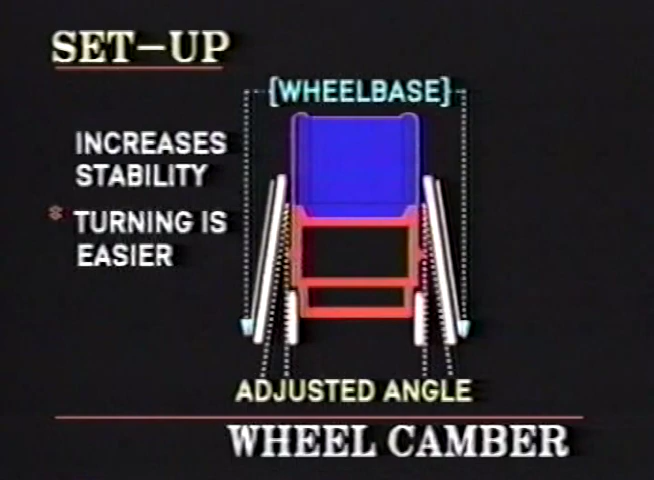 SET-UP
{WHEELBASE}
INCREASES
STABILITY
* TURNING IS
EASIER
ADJUSTED ANGLE
WHEEL CAMBER